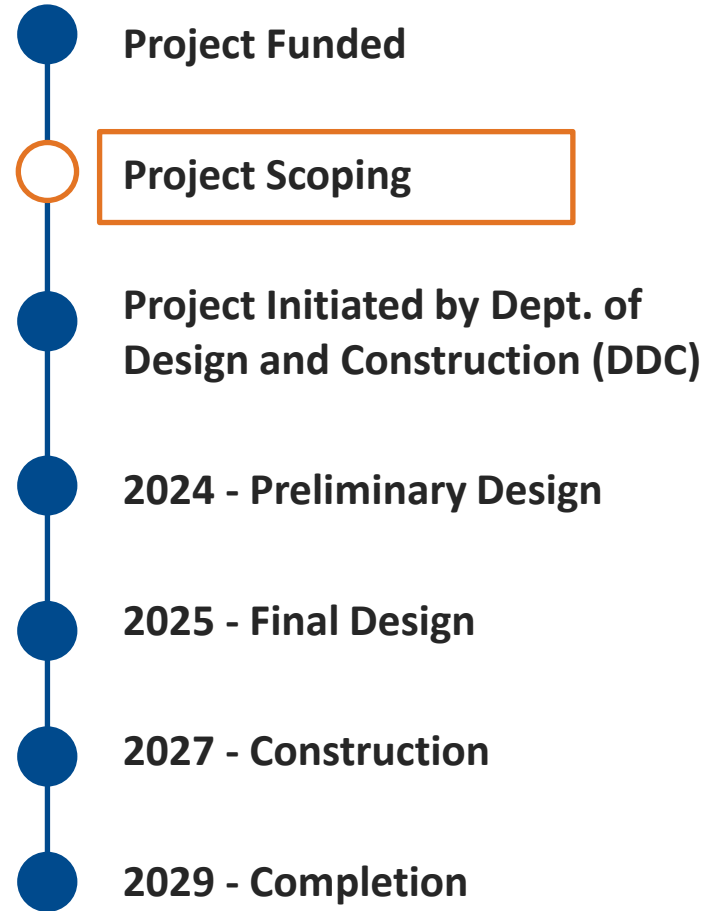 Project Funded
Project Scoping
Project Initiated by Dept. of
Design and Construction (DDC)
2024 - Preliminary Design
2025 - Final Design
2027 - Construction
2029 - Completion